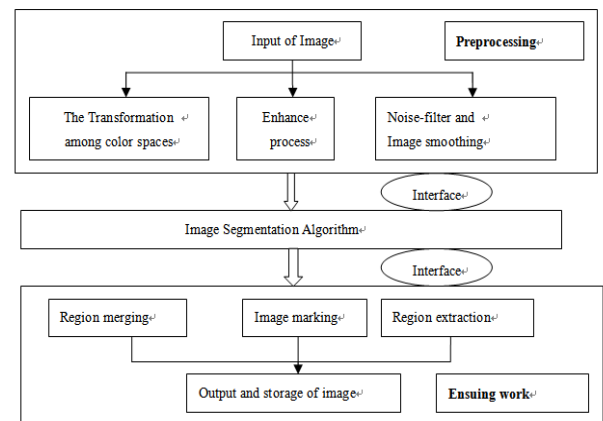 Input of Image
Preprocessing
The Transformation
among color spaces
Enhance
process
Noise-filter and
Image smoothing
Interface
Image Segmentation Algorithm
Interface
Region merging
Image marking
Region extraction
Output and storage of image
Ensuing work